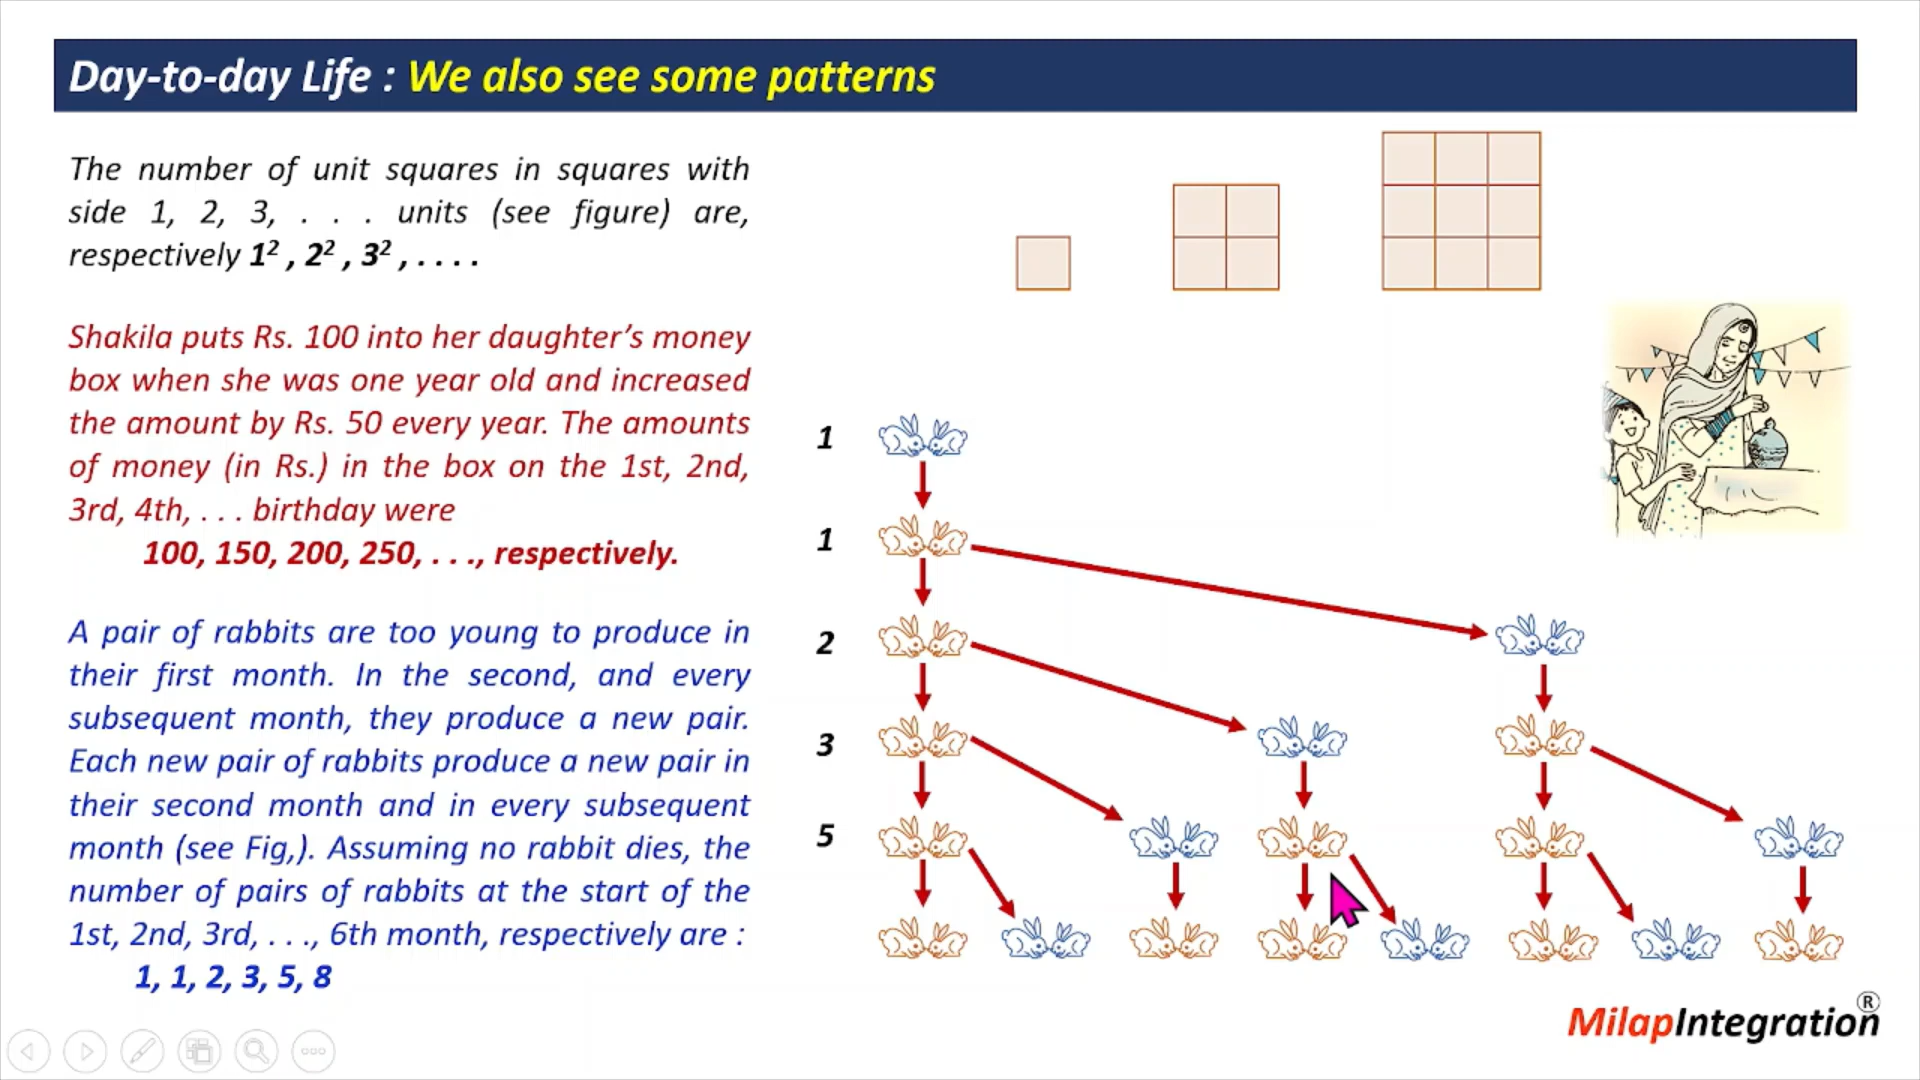 Day-to-day Life : We also see some patterns
The number of unit squares in squares with
side 1, 2, 3, . . . units (see figure) are,
respectively 1² , 2² , 3² , . . . .
Shakila puts Rs. 100 into her daughter’s money
box when she was one year old and increased
the amount by Rs. 50 every year. The amounts
of money (in Rs.) in the box on the 1st, 2nd,
3rd, 4th, . . . birthday were
100, 150, 200, 250, . . ., respectively.
A pair of rabbits are too young to produce in
their first month. In the second, and every
subsequent month, they produce a new pair.
Each new pair of rabbits produce a new pair in
their second month and in every subsequent
month (see Fig,). Assuming no rabbit dies, the
number of pairs of rabbits at the start of the
1st, 2nd, 3rd, . . ., 6th month, respectively are :
1, 1, 2, 3, 5, 8
1
1
2
3
5
MilapIntegration®